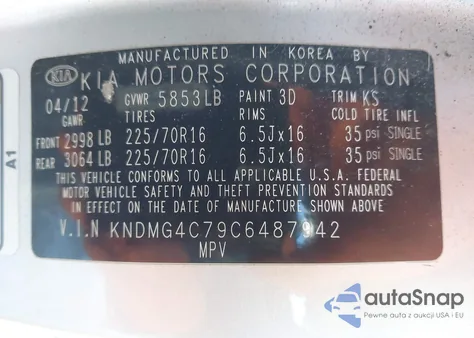 MANUFACTURED IN KOREA BY
KIA KIA MOTORS CORPORATION
04/12 GVWR 5853LB PAINT 3D TRIM KS
GAWR TIRES RIMS COLD TIRE INFL
FRONT 2998 LB 225/70R16 6.5Jx16 35 psi SINGLE
REAR 3064 LB 225/70R16 6.5Jx16 35 psi SINGLE
THIS VEHICLE CONFORMS TO ALL APPLICABLE U.S.A. FEDERAL
MOTOR VEHICLE SAFETY AND THEFT PREVENTION STANDARDS
IN EFFECT ON THE DATE OF MANUFACTURE SHOWN ABOVE
V.I.N KNDMG4C79C6487942
MPV
A1
autoSnap
Pewne auta z aukcji USA i EU